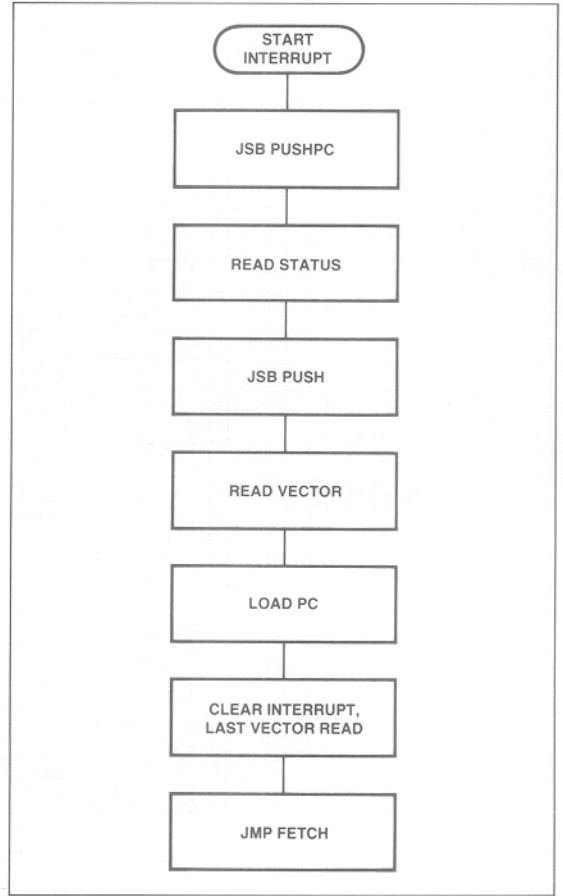 START
INTERRUPT
JSB PUSHPC
READ STATUS
JSB PUSH
READ VECTOR
LOAD PC
CLEAR INTERRUPT,
LAST VECTOR READ
JMP FETCH